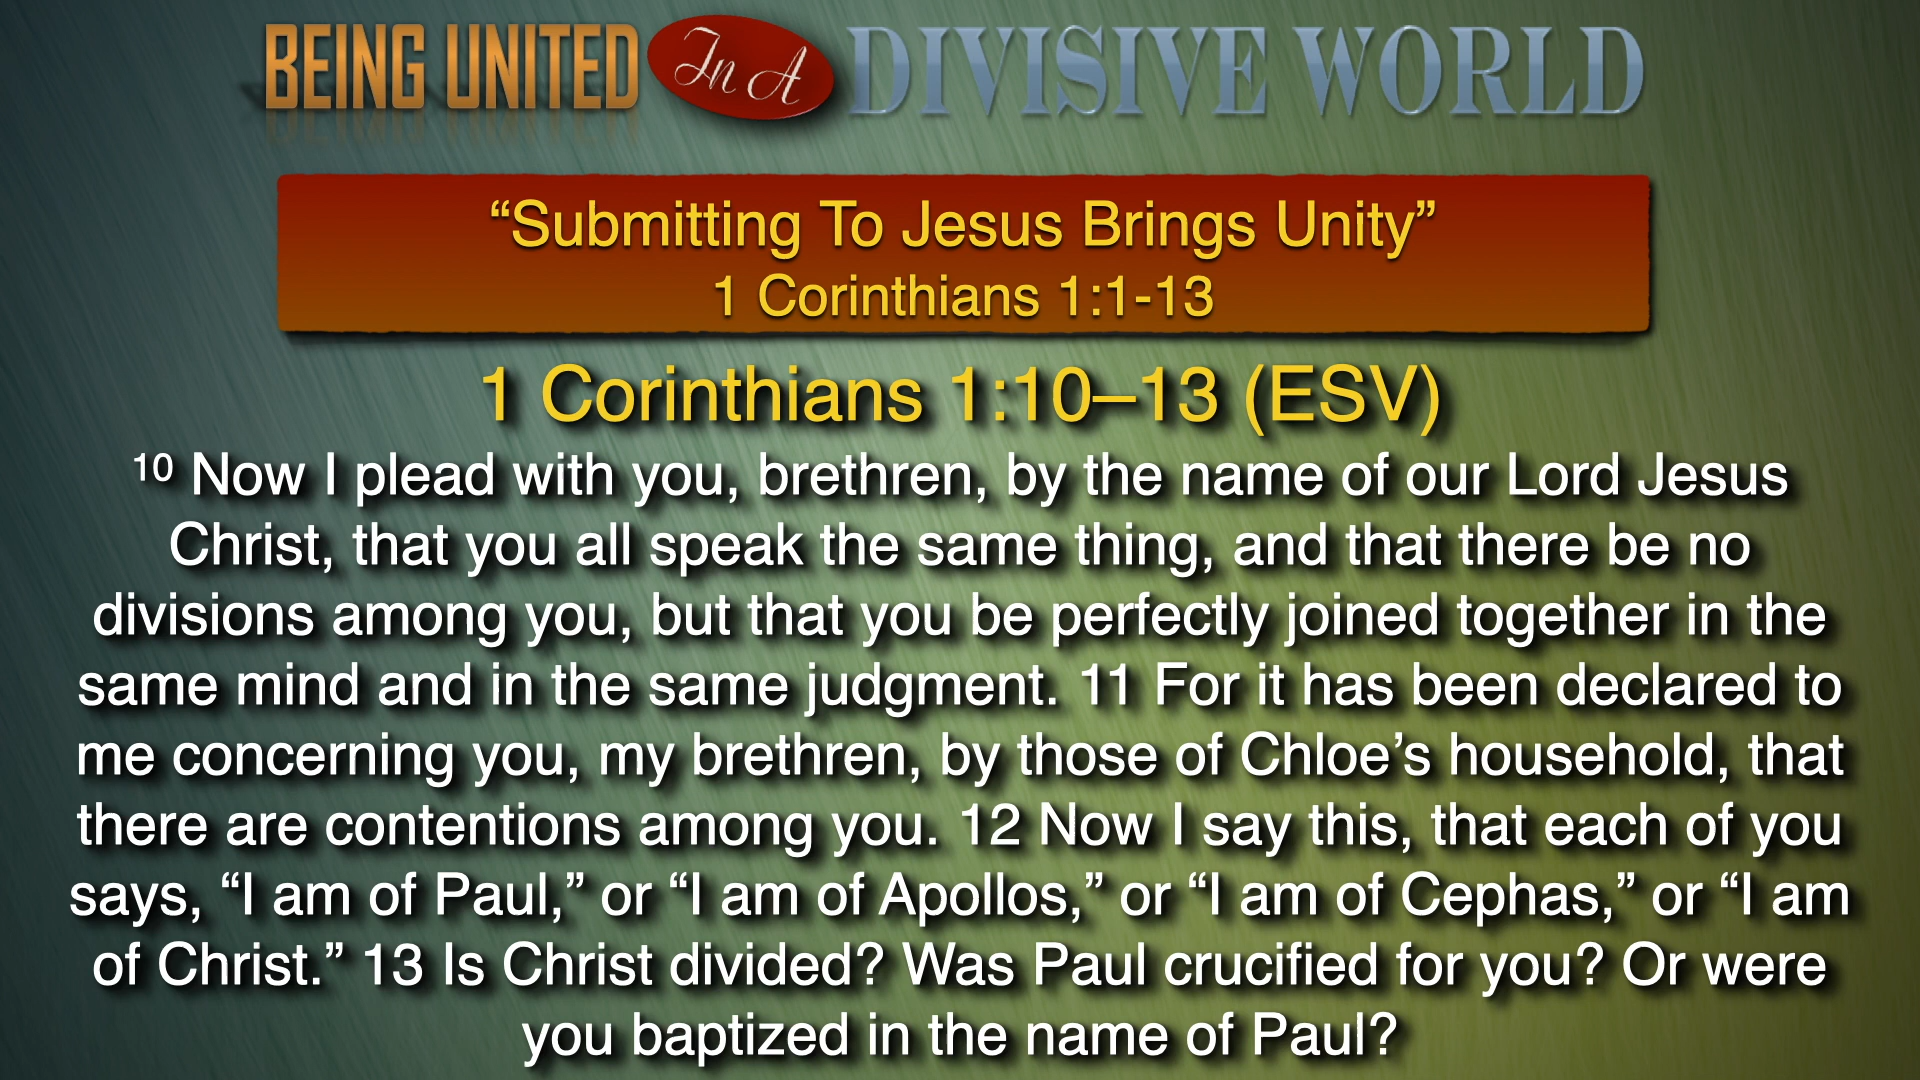 BEING UNITED In A DIVISIVE WORLD
“Submitting To Jesus Brings Unity”
1 Corinthians 1:1-13
1 Corinthians 1:10–13 (ESV)
10 Now I plead with you, brethren, by the name of our Lord Jesus
Christ, that you all speak the same thing, and that there be no
divisions among you, but that you be perfectly joined together in the
same mind and in the same judgment. 11 For it has been declared to
me concerning you, my brethren, by those of Chloe’s household, that
there are contentions among you. 12 Now I say this, that each of you
says, “I am of Paul,” or “I am of Apollos,” or “I am of Cephas,” or “I am
of Christ.” 13 Is Christ divided? Was Paul crucified for you? Or were
you baptized in the name of Paul?